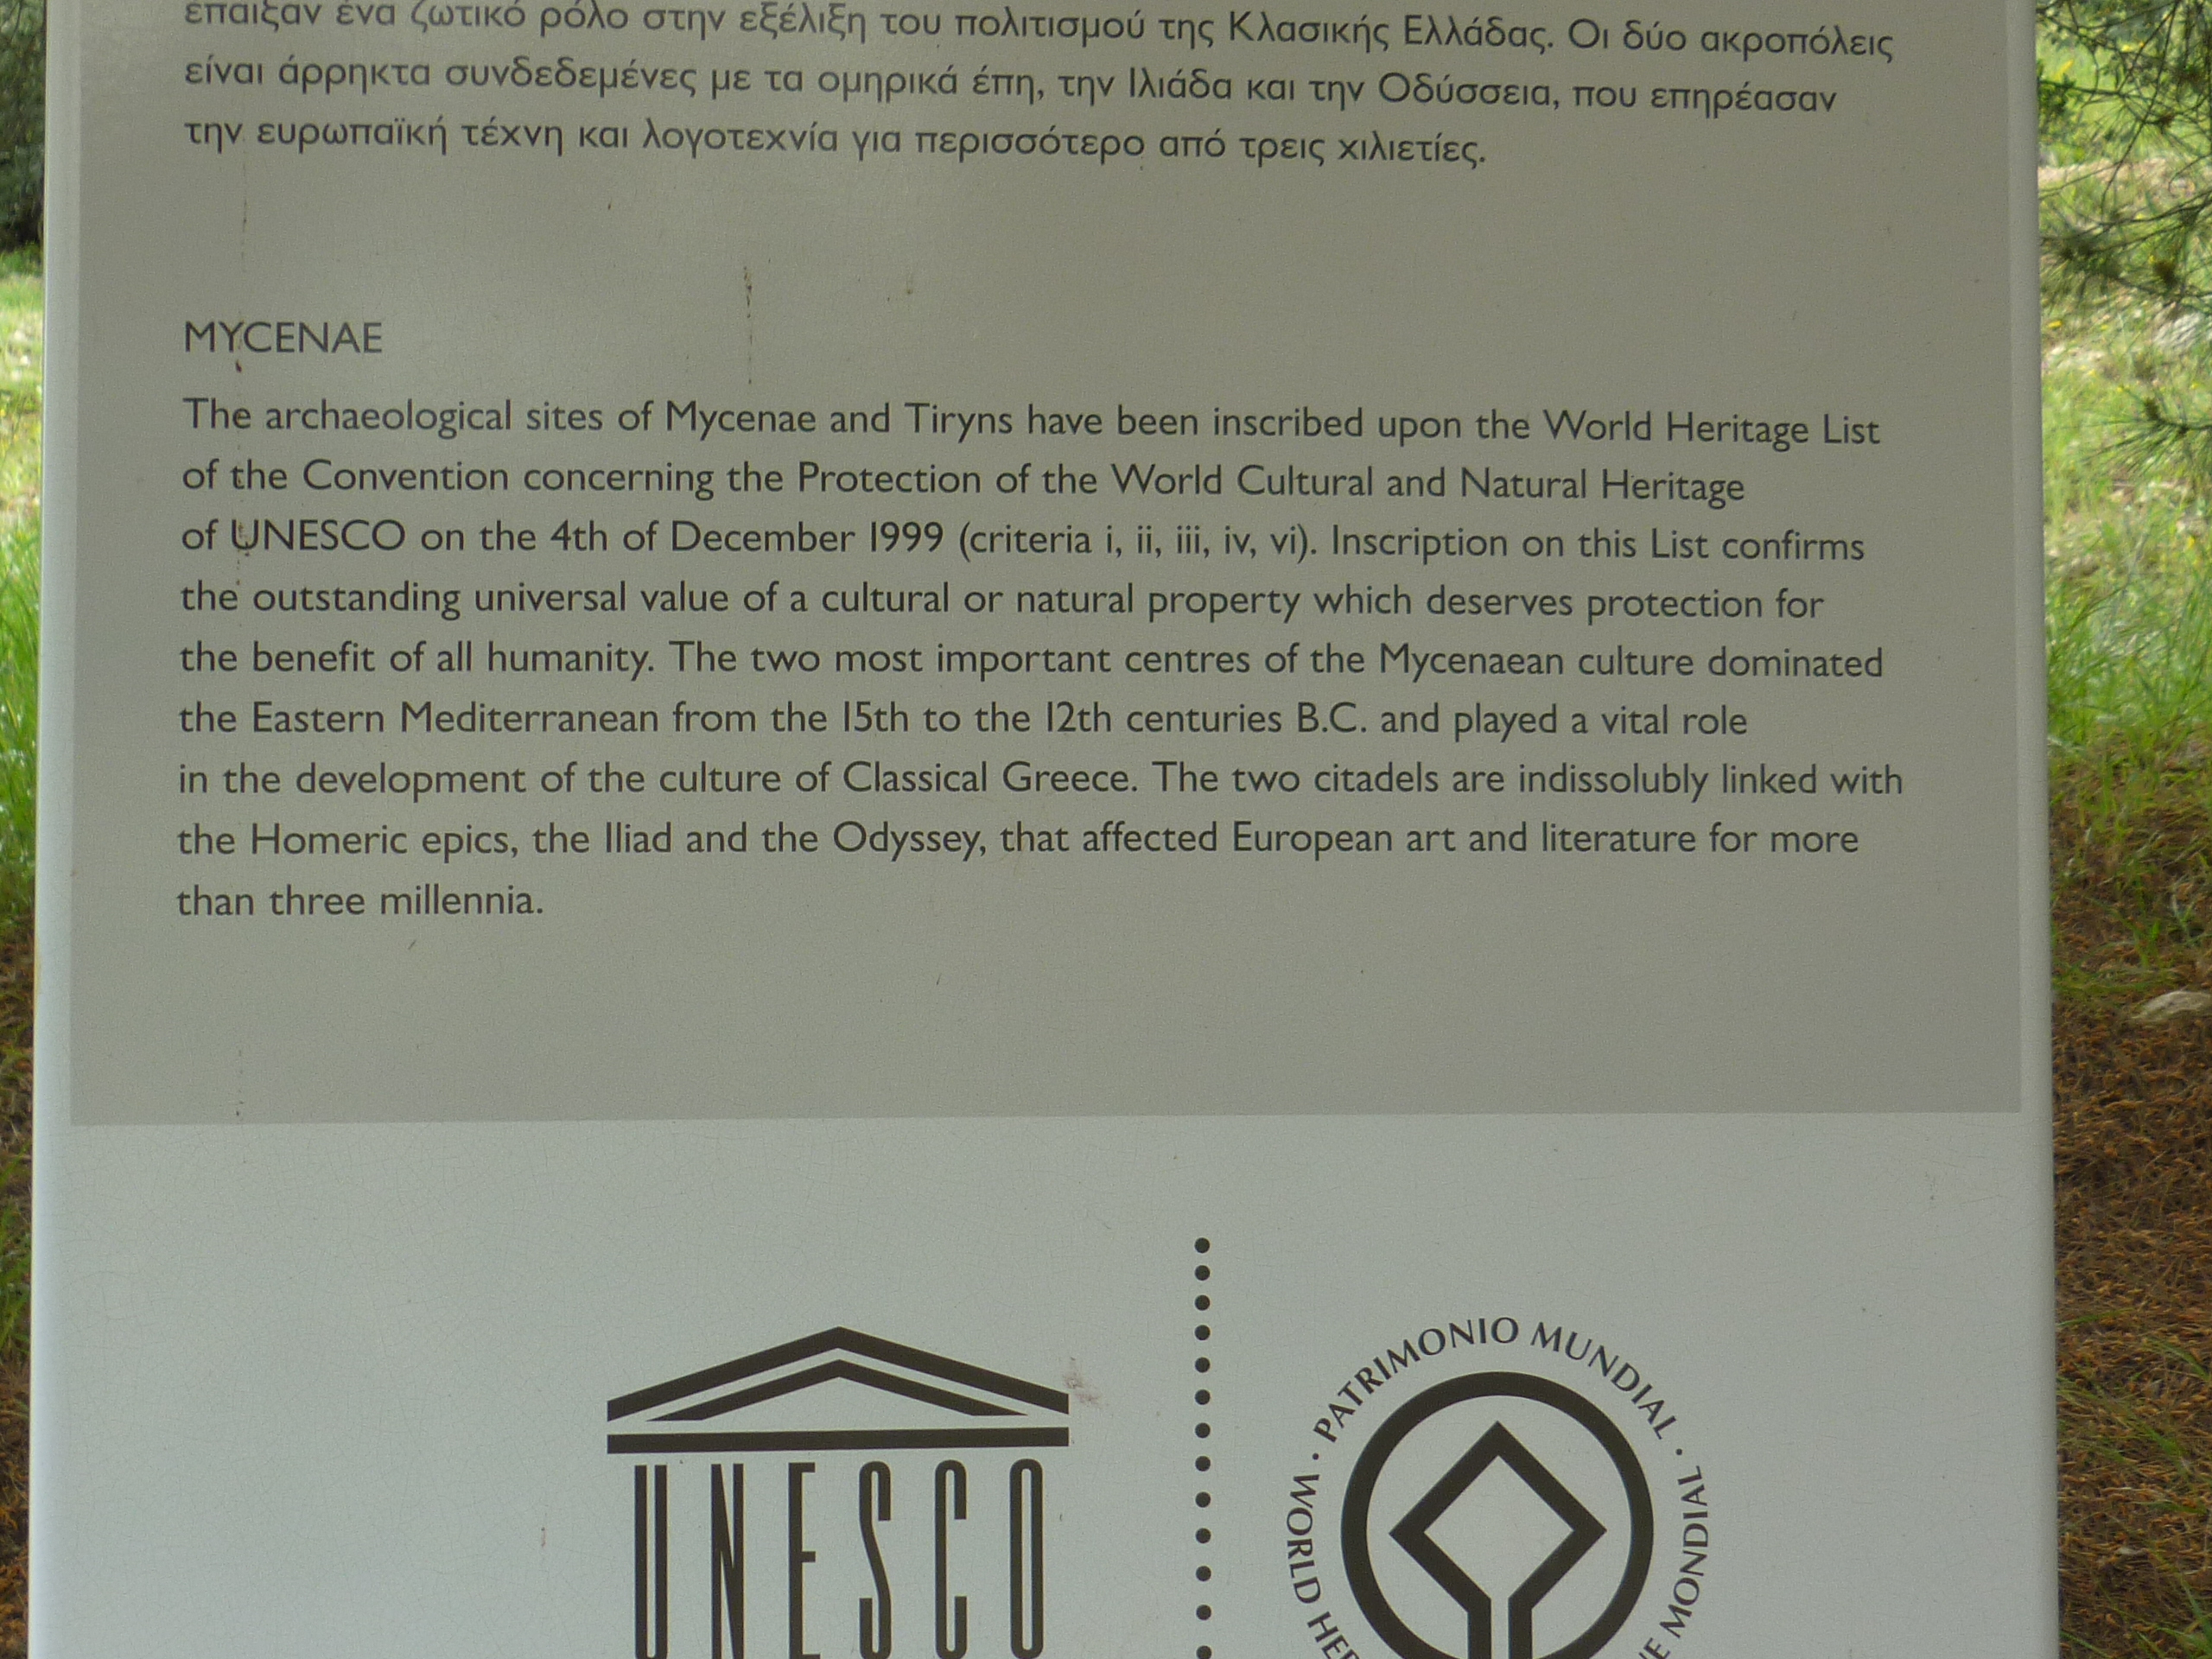 έπαιξαν ένα ζωτικό ρόλο στην εξέλιξη του πολιτισμού της Κλασικής Ελλάδας. Οι δύο ακροπόλεις
είναι άρρηκτα συνδεδεμένες με τα ομηρικά έπη, την Ιλιάδα και την Οδύσσεια, που επηρέασαν
την ευρωπαϊκή τέχνη και λογοτεχνία για περισσότερο από τρεις χιλιετίες.
MYCENAE
The archaeological sites of Mycenae and Tiryns have been inscribed upon the World Heritage List
of the Convention concerning the Protection of the World Cultural and Natural Heritage
of UNESCO on the 4th of December 1999 (criteria i, ii, iii, iv, vi). Inscription on this List confirms
the outstanding universal value of a cultural or natural property which deserves protection for
the benefit of all humanity. The two most important centres of the Mycenaean culture dominated
the Eastern Mediterranean from the 15th to the 12th centuries B.C. and played a vital role
in the development of the culture of Classical Greece. The two citadels are indissolubly linked with
the Homeric epics, the Iliad and the Odyssey, that affected European art and literature for more
than three millennia.
UNESCO
· PATRIMONIO MUNDIAL ·
WORLD
MONDIAL